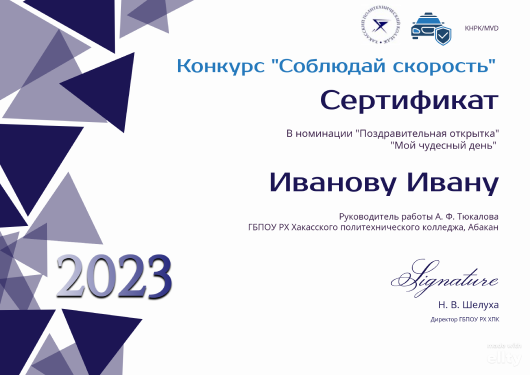 KHPK/MVD
Конкурс "Соблюдай скорость"
Сертификат
В номинации "Поздравительная открытка"
"Мой чудесный день"
Иванову Ивану
Руководитель работы А. Ф. Тюкалова
ГБПОУ РХ Хакасского политехнического колледжа, Абакан
2023
Signature
Н. В. Шелуха
Директор ГБПОУ РХ ХПК
made with